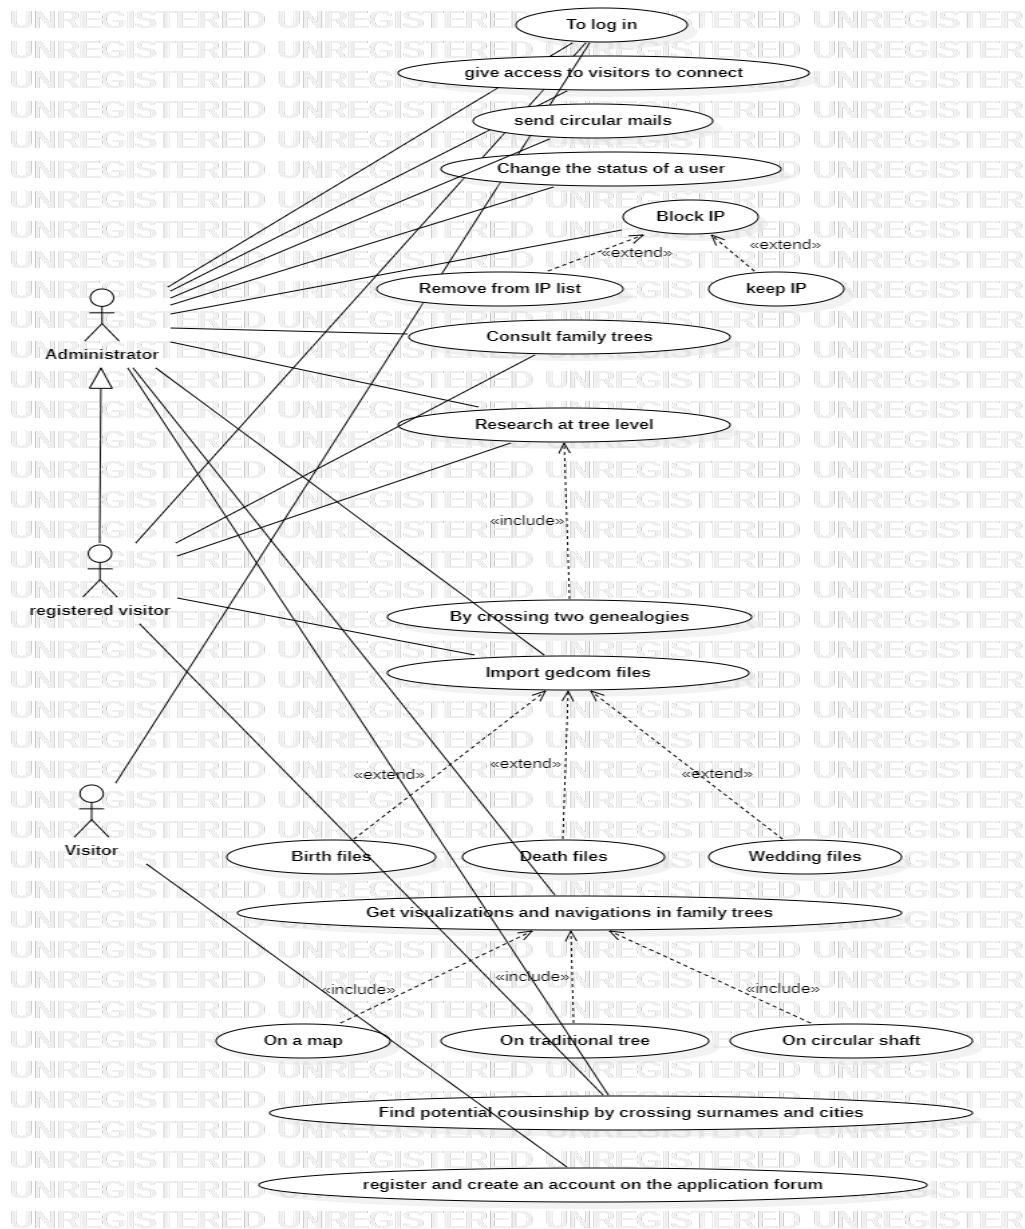 To log in
give access to visitors to connect
send circular mails
Change the status of a user
Block IP
«extend»
«extend»
Remove from IP list
keep IP
Administrator
Consult family trees
Research at tree level
«include»
registered visitor
By crossing two genealogies
Import gedcom files
«extend»
«extend»
«extend»
Visitor
Birth files
Death files
Wedding files
Get visualizations and navigations in family trees
«include»
«include»
«include»
On a map
On traditional tree
On circular shaft
Find potential cousinship by crossing surnames and cities
register and create an account on the application forum
UNREGISTERED